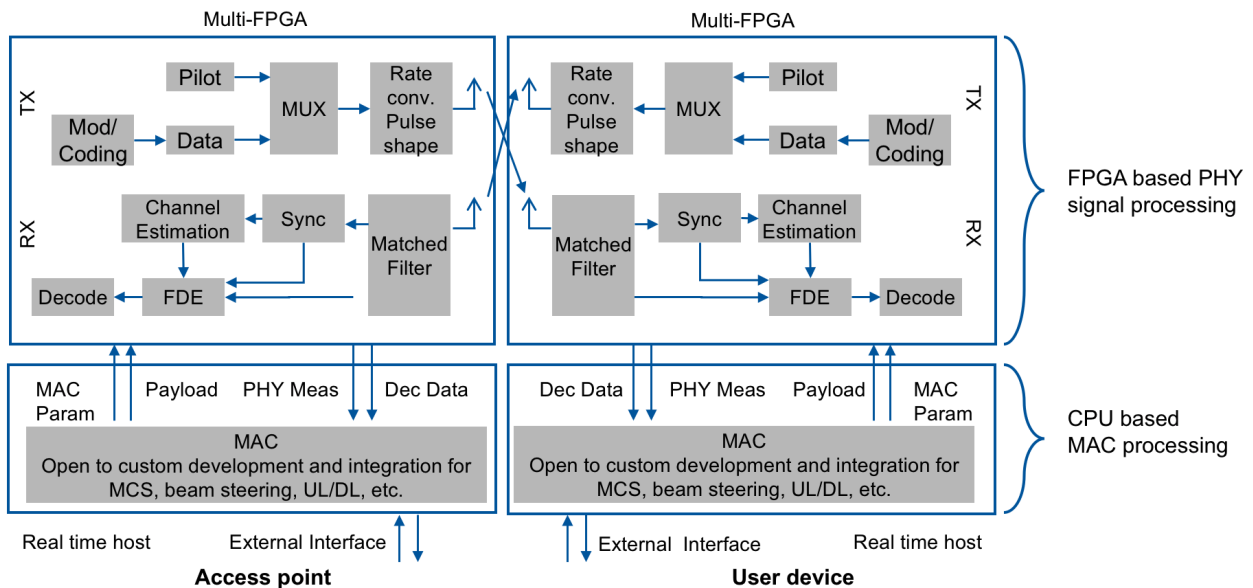 Multi-FPGA
Multi-FPGA
TX
Pilot
MUX
Rate
conv.
Pulse
shape
Mod/
Coding
Data
RX
Channel
Estimation
Sync
Matched
Filter
Decode
FDE
Rate
conv.
Pulse
shape
MUX
Pilot
TX
Data
Mod/
Coding
Matched
Filter
Sync
Channel
Estimation
RX
FDE
Decode
FPGA based PHY
signal processing
MAC
Param
Payload
PHY Meas
Dec Data
MAC
Open to custom development and integration for
MCS, beam steering, UL/DL, etc.
Dec Data
PHY Meas
Payload
MAC
Param
MAC
Open to custom development and integration for
MCS, beam steering, UL/DL, etc.
CPU based
MAC processing
Real time host
External Interface
External Interface
Real time host
Access point
User device